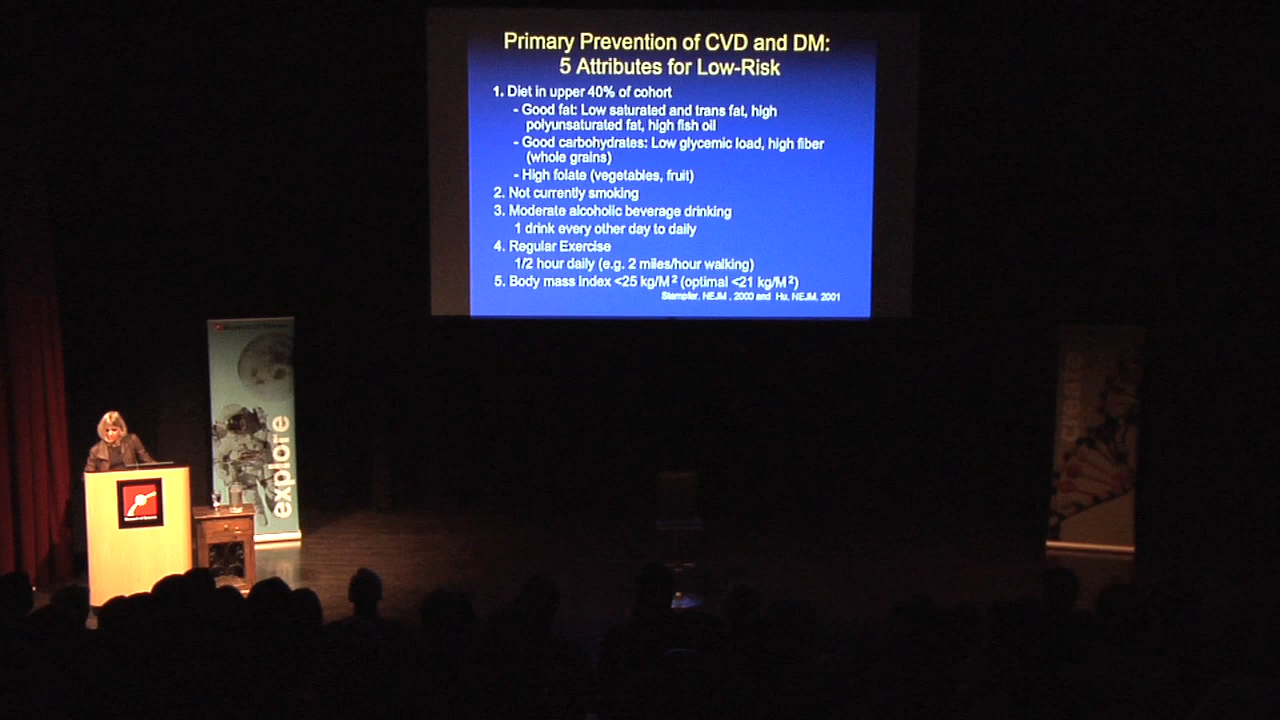 Primary Prevention of CVD and DM:
5 Attributes for Low-Risk
1. Diet in upper 40% of cohort
- Good fat: Low saturated and trans fat, high
polyunsaturated fat, high fish oil
- Good carbohydrates: Low glycemic load, high fiber
(whole grains)
- High folate (vegetables, fruit)
2. Not currently smoking
3. Moderate alcoholic beverage drinking
1 drink every other day to daily
4. Regular Exercise
1/2 hour daily (e.g. 2 miles/hour walking)
5. Body mass index <25 kg/M² (optimal <21 kg/M²)
Stampfer, NEJM , 2000 and Hu, NEJM, 2001
explore
create